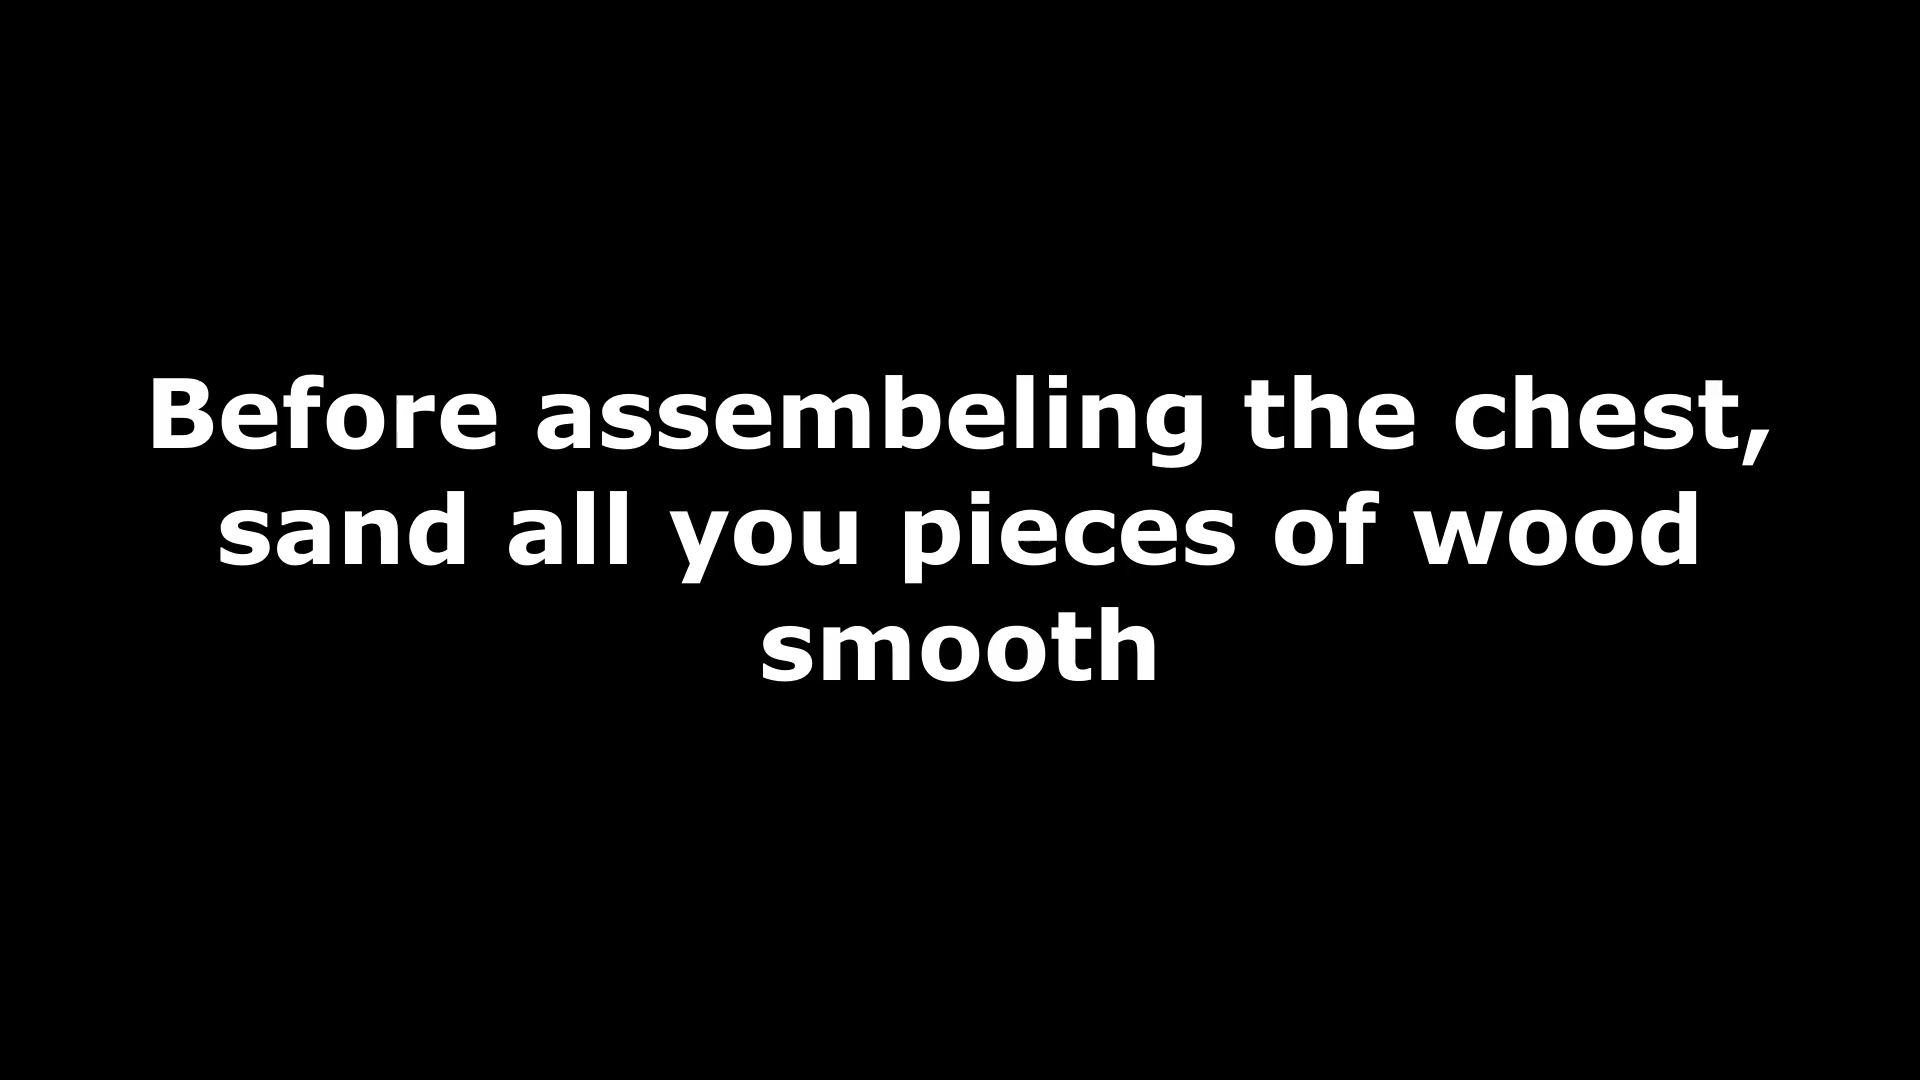 Before assembeling the chest,
sand all you pieces of wood
smooth